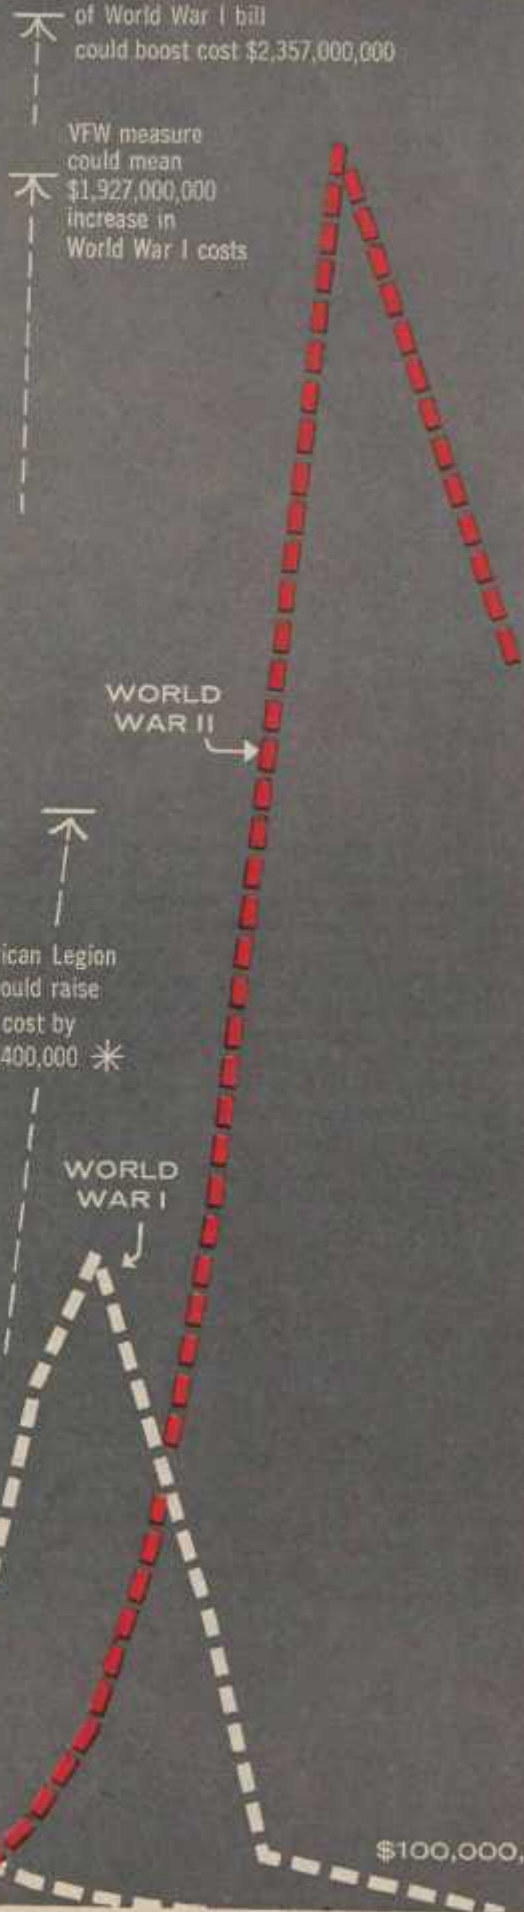 of World War I bill
could boost cost $2,357,000,000
VFW measure
could mean
$1,927,000,000
increase in
World War I costs
WORLD
WAR II
ican Legion
ould raise
cost by
400,000 *
WORLD
WAR I
$100,000,